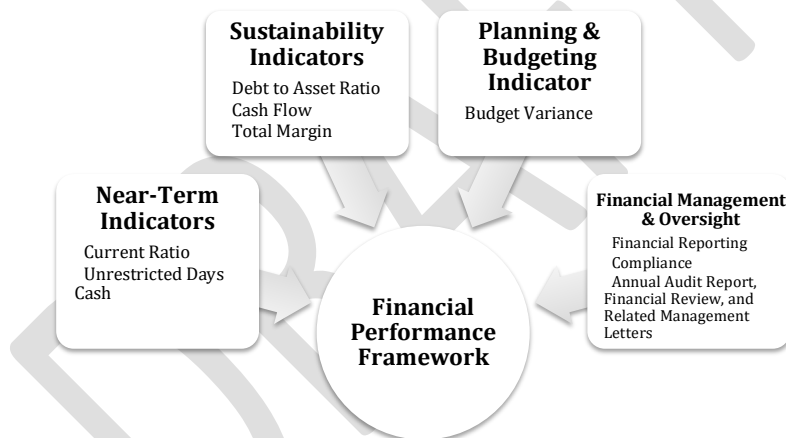 Sustainability
Indicators
Debt to Asset Ratio
Cash Flow
Total Margin
Planning &
Budgeting
Indicator
Budget Variance
Near-Term
Indicators
Current Ratio
Unrestricted Days
Cash
Financial Management
& Oversight
Financial Reporting
Compliance
Annual Audit Report,
Financial Review, and
Related Management
Letters
Financial
Performance
Framework